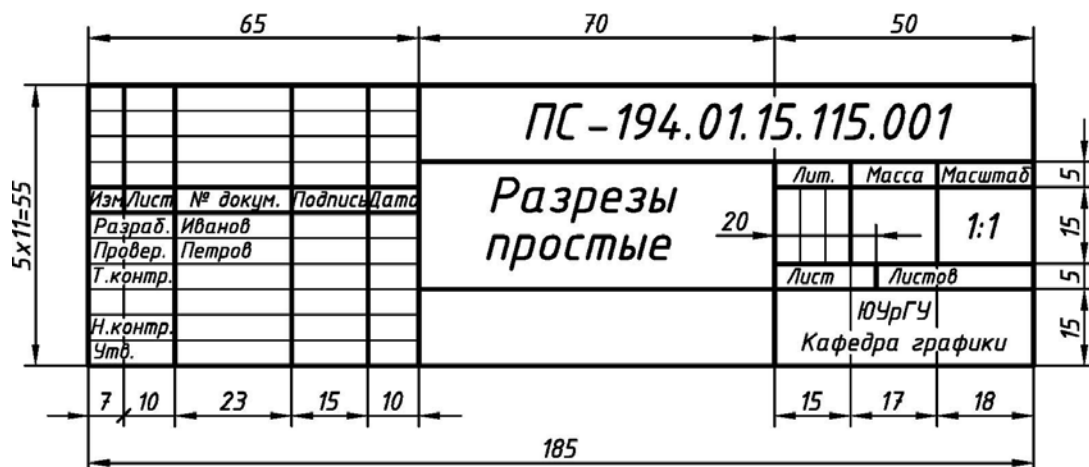 65 70 50
ПС-194.01.15.115.001
5х11=55
Изм Лист № докум. Подпись Дата
Разраб. Иванов
Провер. Петров
Т.контр.
Н.контр.
Утв.
Разрезы
простые
20
Лит. Масса Масштаб
1:1
Лист Листов
ЮУрГУ
Кафедра графики
5
15
5
15
7 10 23 15 10 15 17 18
185